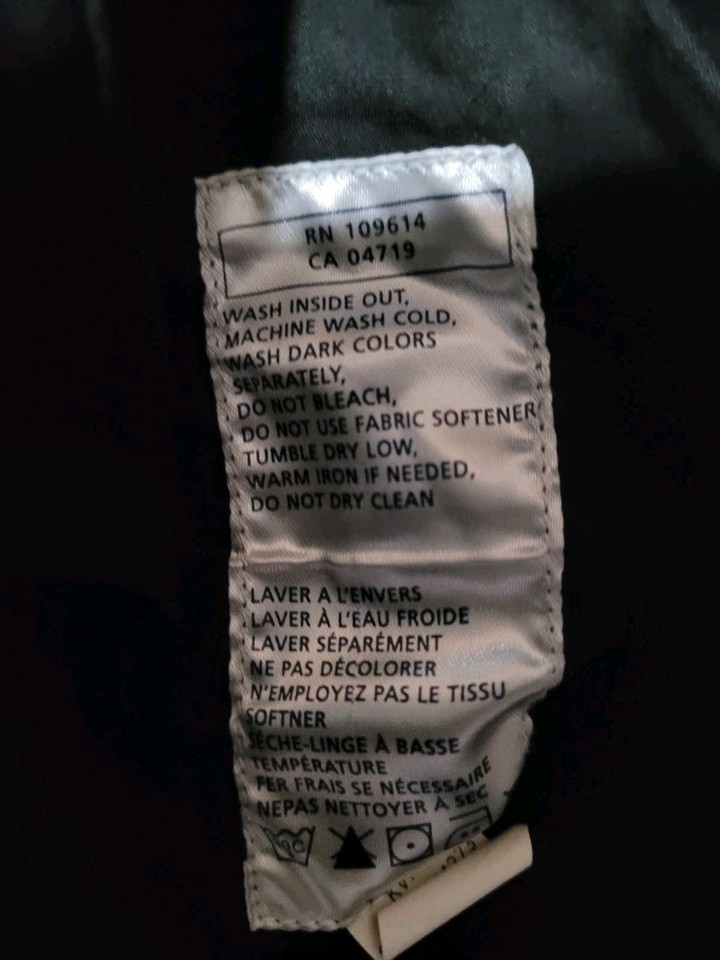 RN 109614
CA 04719
WASH INSIDE OUT,
MACHINE WASH COLD,
WASH DARK COLORS
SEPARATELY,
DO NOT BLEACH,
DO NOT USE FABRIC SOFTENER
TUMBLE DRY LOW,
WARM IRON IF NEEDED,
DO NOT DRY CLEAN
LAVER A L'ENVERS
LAVER À L'EAU FROIDE
LAVER SÉPARÉMENT
NE PAS DÉCOLORER
N'EMPLOYEZ PAS LE TISSU
SOFTNER
SÈCHE-LINGE À BASSE
TEMPÉRATURE
FER FRAIS SE NÉCESSAIRE
NEPAS NETTOYER À SEC